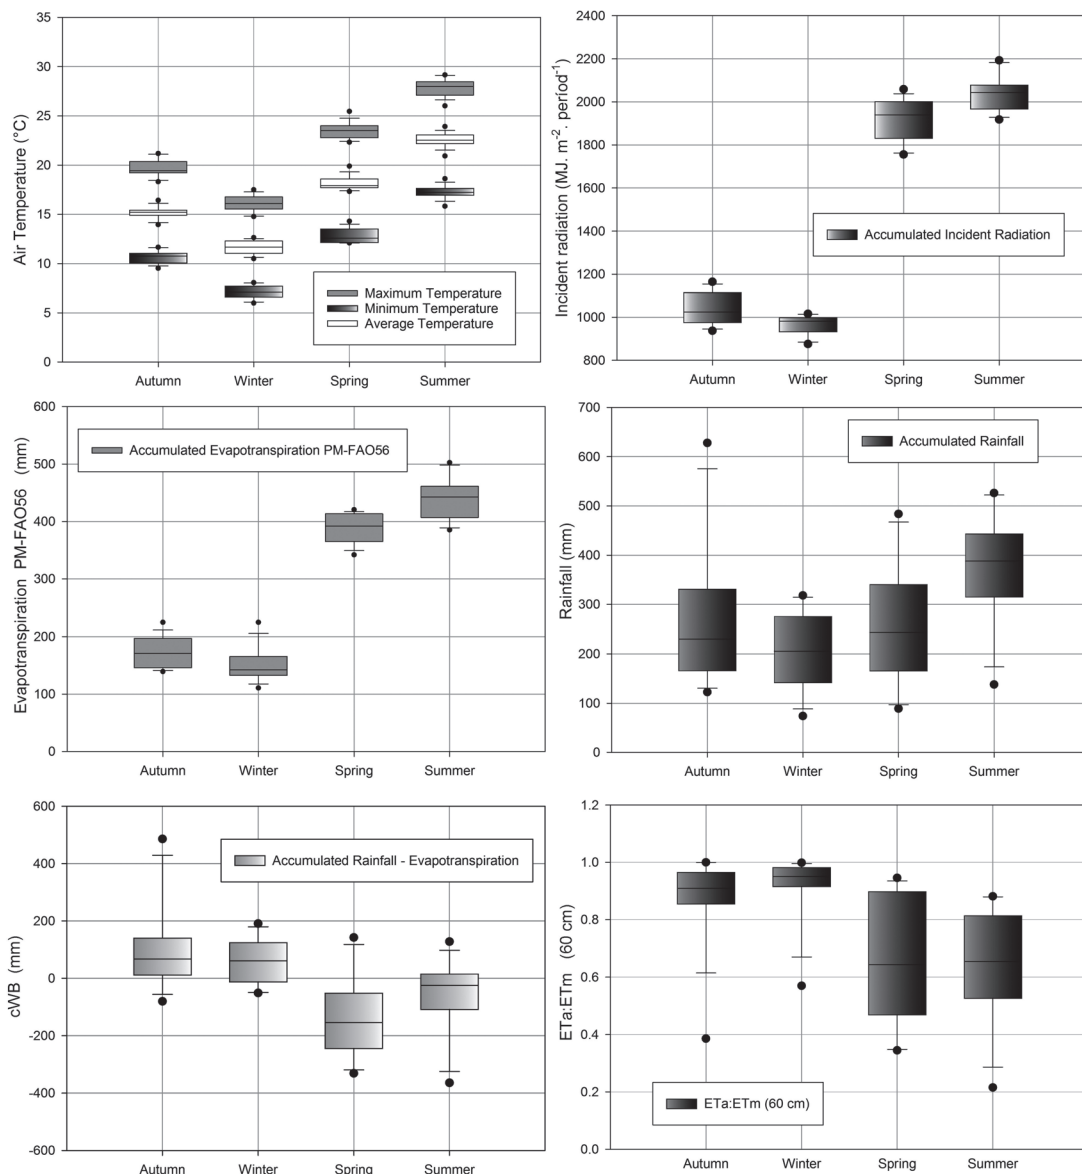 Air Temperature (°C)
35
30
25
20
15
10
5
0
Maximum Temperature
Minimum Temperature
Average Temperature
Autumn
Winter
Spring
Summer
Incident radiation (MJ. m-2. períod-1)
2400
2200
2000
1800
1600
1400
1200
1000
800
Accumulated Incident Radiation
Autumn
Winter
Spring
Summer
Evapotranspiration PM-FAO56 (mm)
600
500
400
300
200
100
0
Accumulated Evapotranspiration PM-FAO56
Autumn
Winter
Spring
Summer
Rainfall (mm)
700
600
500
400
300
200
100
0
Accumulated Rainfall
Autumn
Winter
Spring
Summer
cWB (mm)
600
400
200
0
-200
-400
-600
Accumulated Rainfall - Evapotranspiration
Autumn
Winter
Spring
Summer
ETa:ETm (60 cm)
1.2
1.0
0.8
0.6
0.4
0.2
0.0
ETa:ETm (60 cm)
Autumn
Winter
Spring
Summer